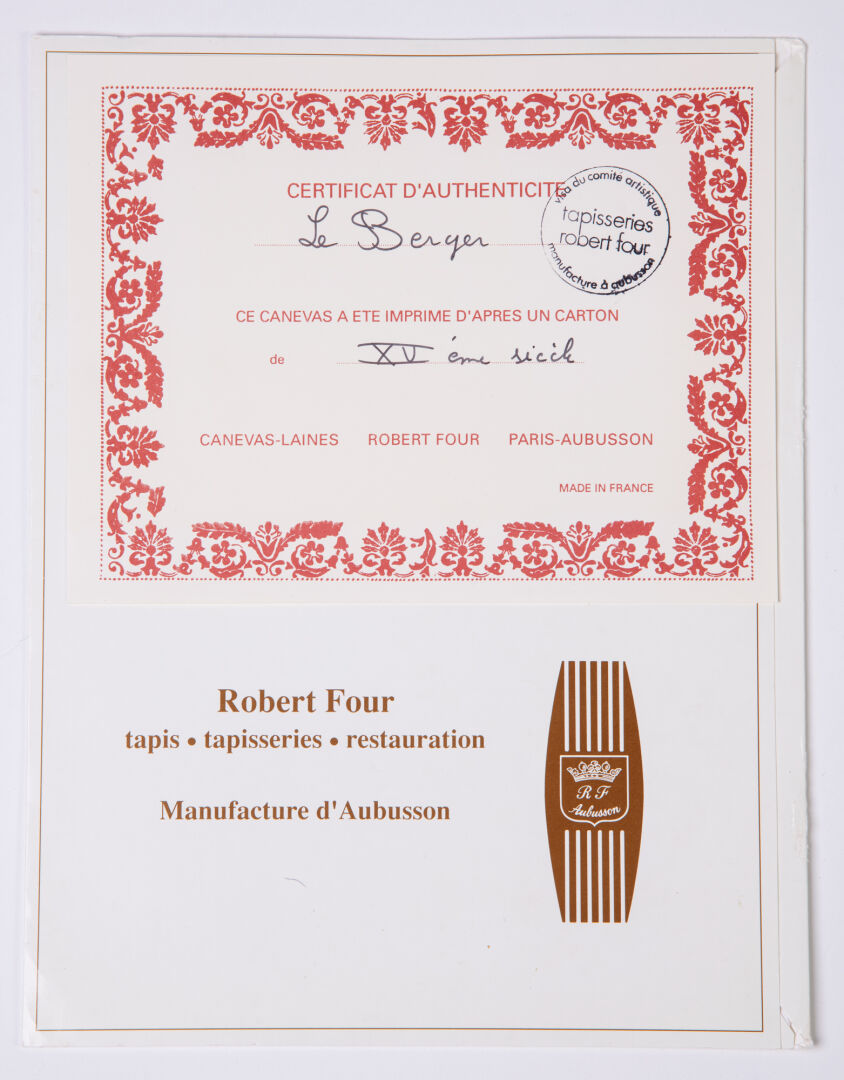 CERTIFICAT D'AUTHENTICITE
Le Berger
visa du comité artistique
tapisseries
robert four
manufacture à aubusson
CE CANEVAS A ETE IMPRIME D'APRES UN CARTON
de XVème siècle
CANEVAS-LAINES ROBERT FOUR PARIS-AUBUSSON
MADE IN FRANCE
Robert Four
tapis • tapisseries • restauration
Manufacture d'Aubusson
R F
Aubusson